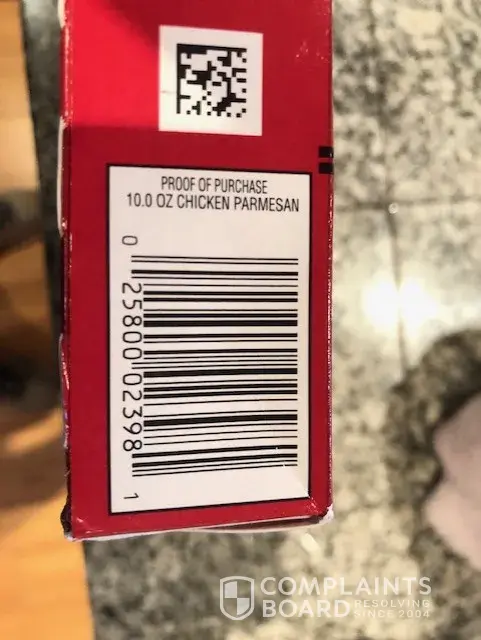 PROOF OF PURCHASE
10.0 OZ CHICKEN PARMESAN
0 25800 02398 1
COMPLAINTS
BOARD RESOLVING
SINCE 2004